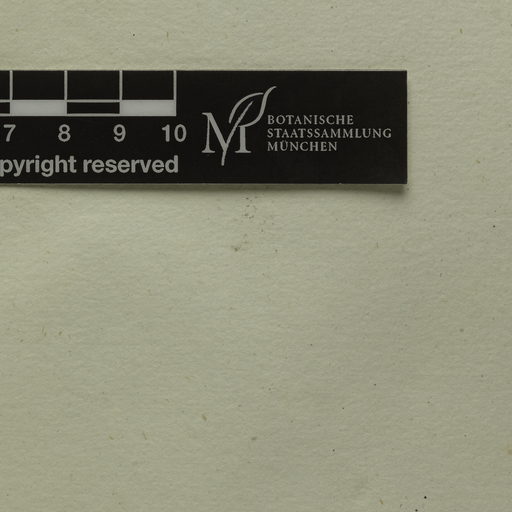 7 8 9 10
pyright reserved
M
BOTANISCHE
STAATSSAMMLUNG
MÜNCHEN